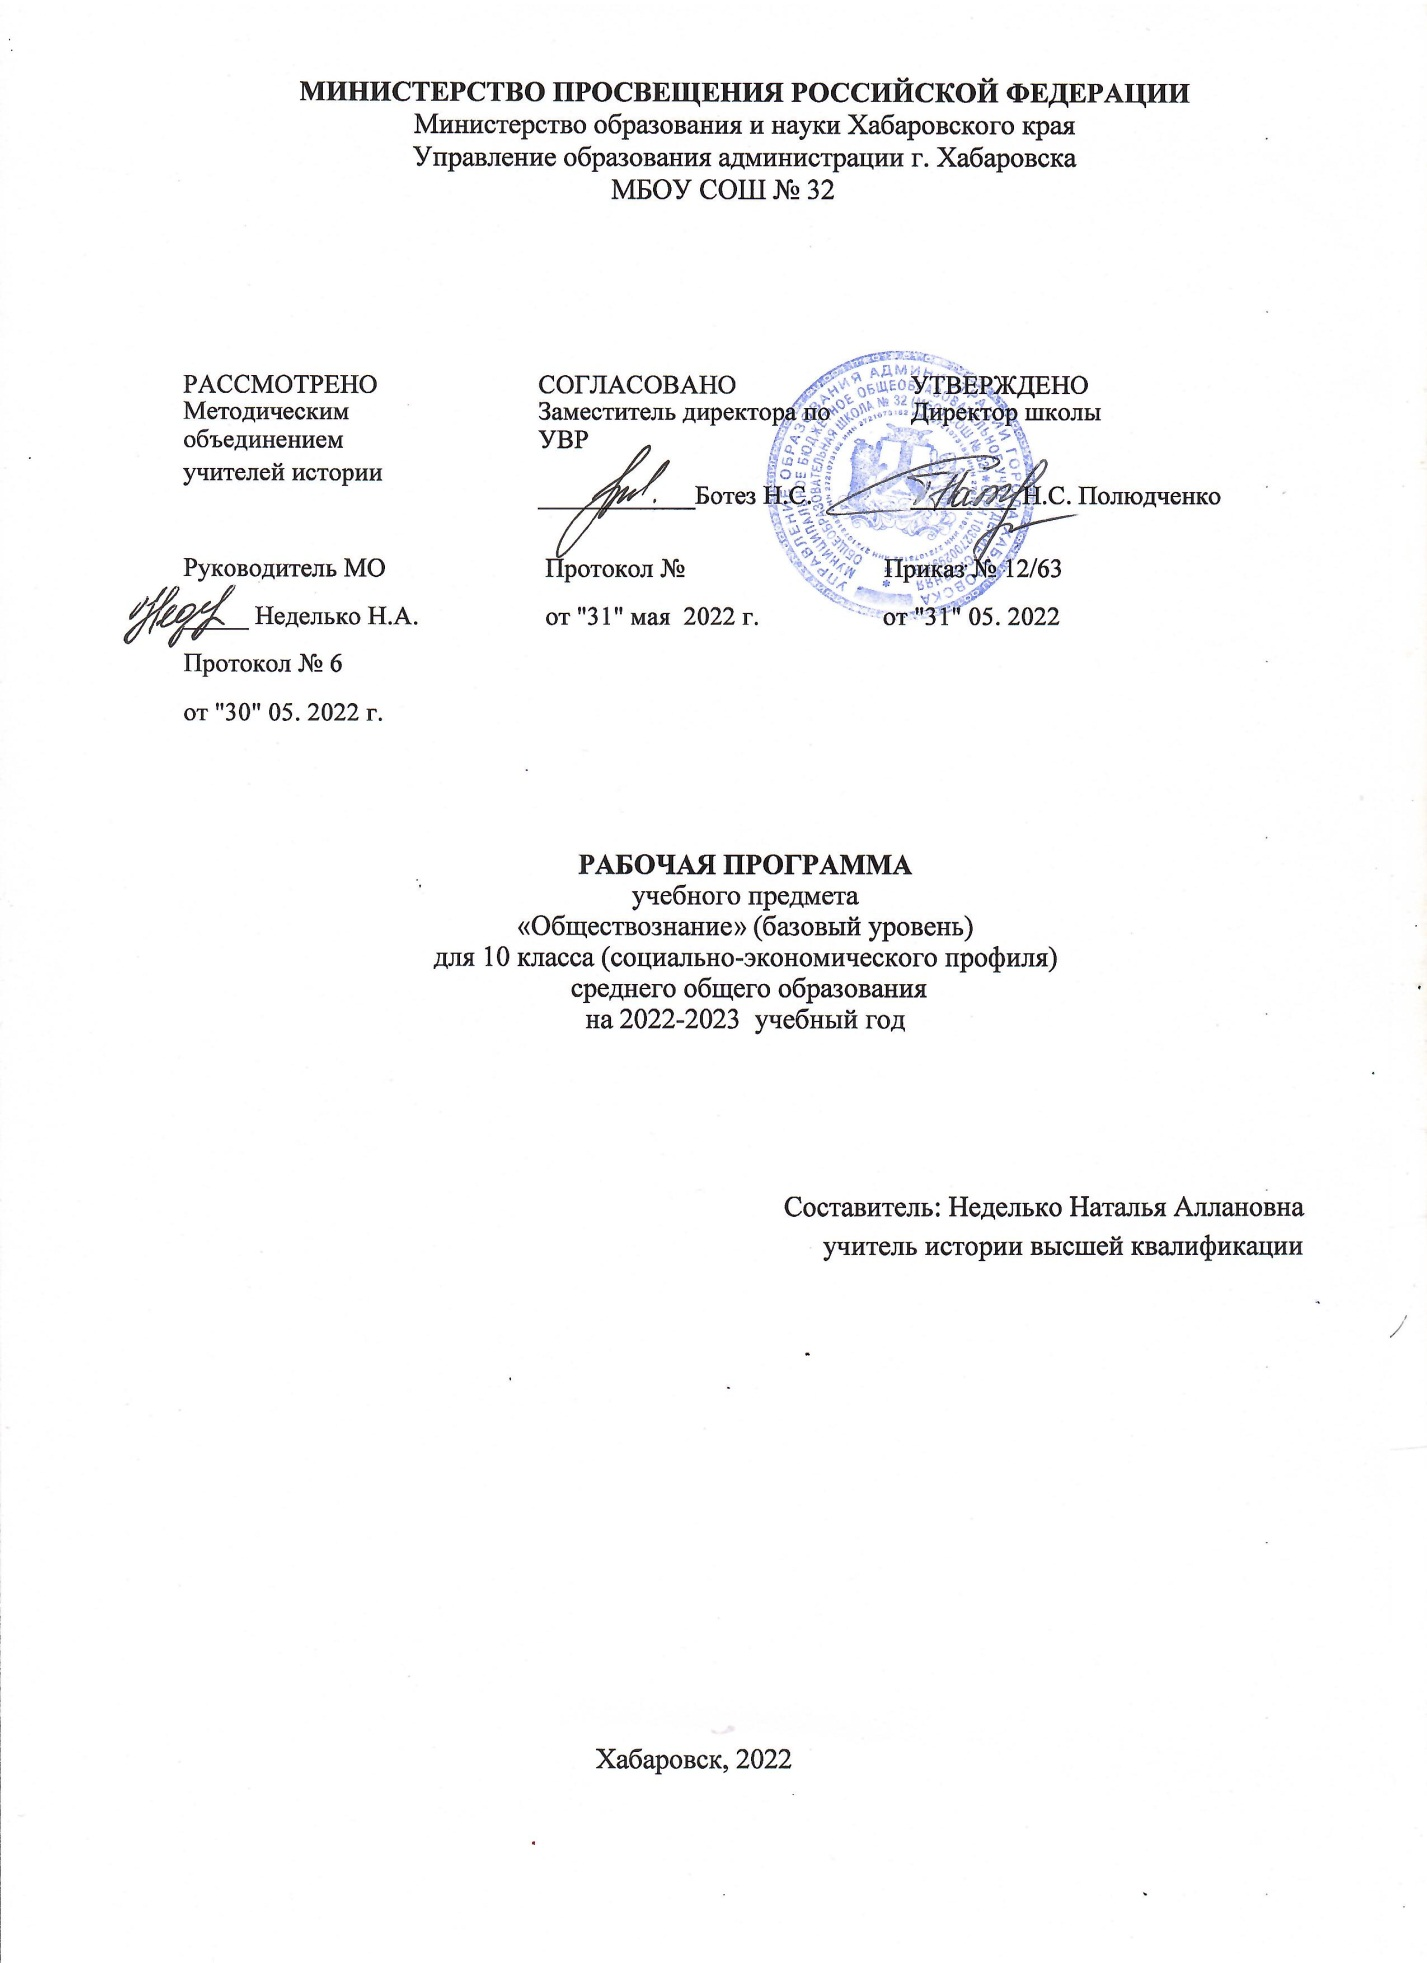 МИНИСТЕРСТВО ПРОСВЕЩЕНИЯ РОССИЙСКОЙ ФЕДЕРАЦИИ
Министерство образования и науки Хабаровского края
Управление образования администрации г. Хабаровска
МБОУ СОШ № 32
РАССМОТРЕНО
Методическим
объединением
учителей истории
Руководитель МО
Неделько Н.А.
Протокол № 6
от "30" 05. 2022 г.
СОГЛАСОВАНО
Заместитель директора по
УВР
Ботез Н.С.
Протокол №
от "31" мая 2022 г.
УТВЕРЖДЕНО
Директор школы
Н.С. Полюдченко
Приказ № 12/63
от "31" 05. 2022
РАБОЧАЯ ПРОГРАММА
учебного предмета
«Обществознание» (базовый уровень)
для 10 класса (социально-экономического профиля)
среднего общего образования
на 2022-2023 учебный год
Составитель: Неделько Наталья Аллановна
учитель истории высшей квалификации
Хабаровск, 2022